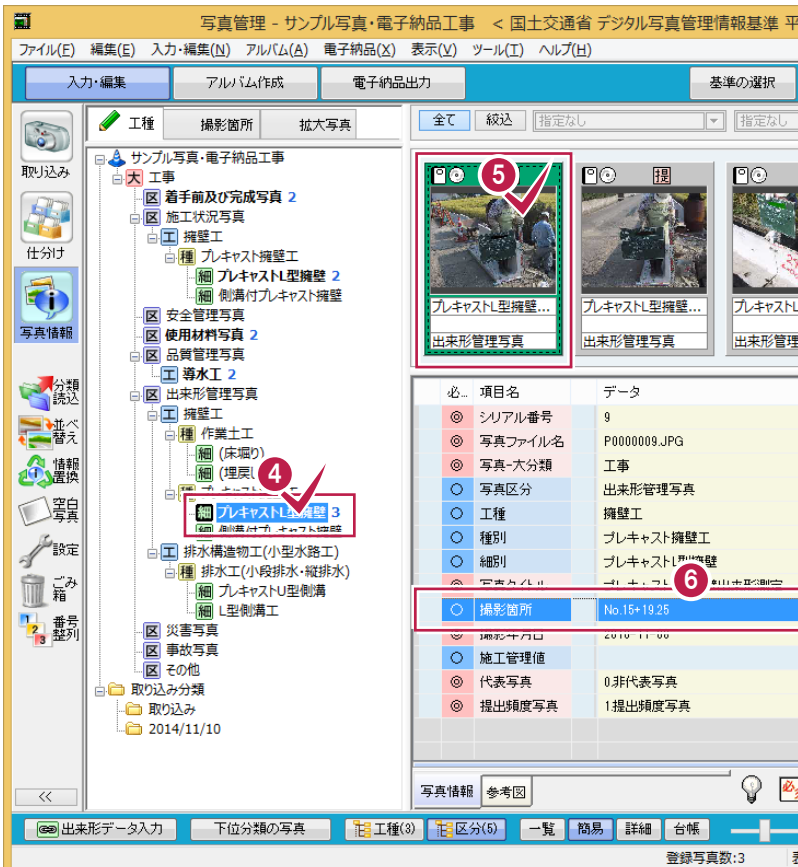 写真管理 - サンプル写真・電子納品工事 < 国土交通省 デジタル写真管理情報基準 平
ファイル(F) 編集(E) 入力・編集(N) アルバム(A) 電子納品(X) 表示(V) ツール(T) ヘルプ(H)
入力・編集 アルバム作成 電子納品出力 基準の選択
取り込み
仕分け
写真情報
分類読込
並べ替え
情報置換
空白写真
設定
ごみ箱
番号整列
<<
工種 撮影箇所 拡大写真
サンプル写真・電子納品工事
大 工事
区 着手前及び完成写真 2
区 施工状況写真
工 擁壁工
種 プレキャスト擁壁工
細 プレキャストL型擁壁 2
細 側溝付プレキャスト擁壁
区 安全管理写真
区 使用材料写真 2
区 品質管理写真
工 導水工 2
区 出来形管理写真
工 擁壁工
種 作業土工
細 (床堀り)
細 (埋戻し
4
細 プレキャストL型擁壁 3
細 側溝付プレキャスト擁壁
工 排水構造物工(小型水路工)
種 排水工(小段排水・縦排水)
細 プレキャストU型側溝
細 L型側溝工
区 災害写真
区 事故写真
区 その他
取り込み分類
取り込み
2014/11/10
全て 絞込 指定なし 指定なし
5
提
プレキャストL型擁壁... プレキャストL型擁壁... プレキャストL
出来形管理写真 出来形管理写真 出来形管理
必... 項目名 データ
◎ シリアル番号 9
◎ 写真ファイル名 P0000009.JPG
◎ 写真-大分類 工事
○ 写真区分 出来形管理写真
○ 工種 擁壁工
○ 種別 プレキャスト擁壁工
○ 細別 プレキャストL型擁壁
6
○ 撮影箇所 No.15+19.25
◎ 撮影年月日
○ 施工管理値
◎ 代表写真 0.非代表写真
◎ 提出頻度写真 1.提出頻度写真
写真情報 参考図 必
出来形データ入力 下位分類の写真 工種(3) 区分(5) 一覧 簡易 詳細 台帳
登録写真数:3